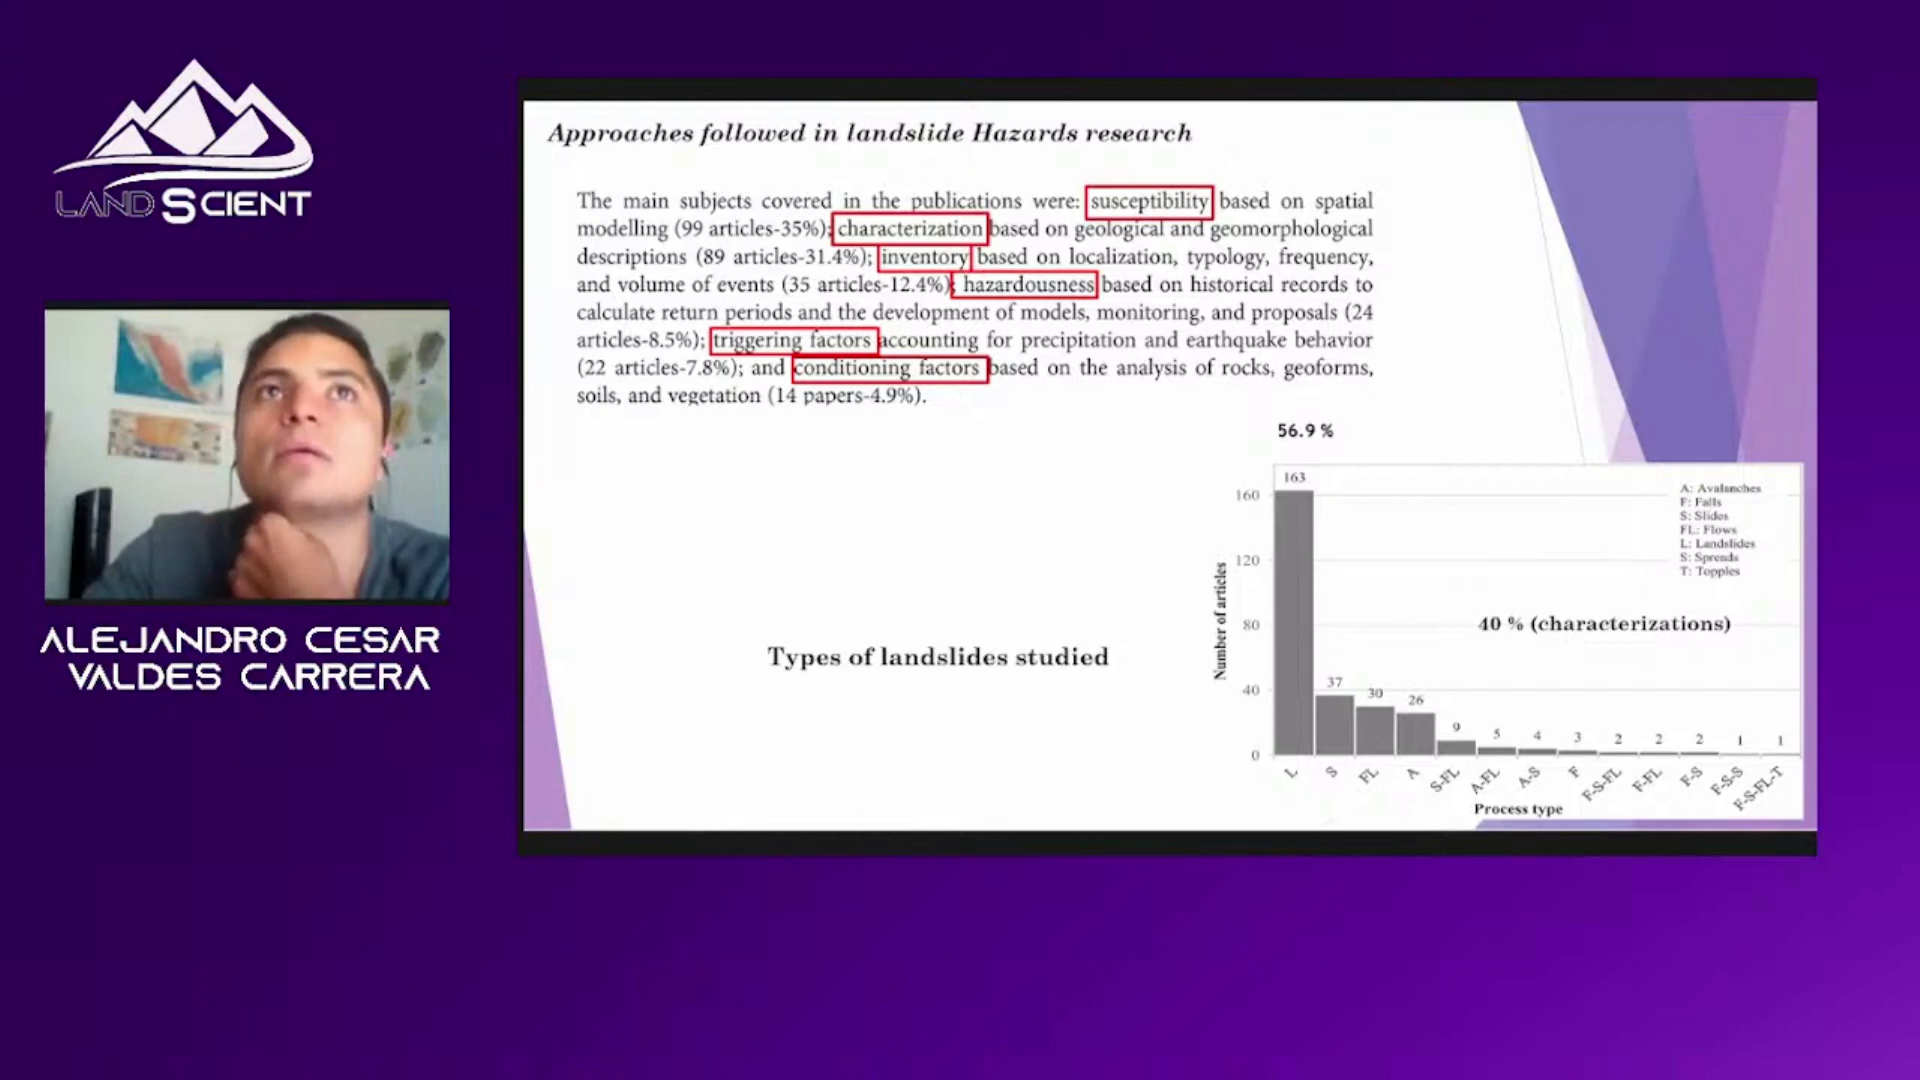 LANDSCIENT
ALEJANDRO CESAR
VALDES CARRERA
Approaches followed in landslide Hazards research
The main subjects covered in the publications were: susceptibility based on spatial
modelling (99 articles-35%); characterization based on geological and geomorphological
descriptions (89 articles-31.4%); inventory based on localization, typology, frequency,
and volume of events (35 articles-12.4%); hazardousness based on historical records to
calculate return periods and the development of models, monitoring, and proposals (24
articles-8.5%); triggering factors accounting for precipitation and earthquake behavior
(22 articles-7.8%); and conditioning factors based on the analysis of rocks, geoforms,
soils, and vegetation (14 papers-4.9%).
Types of landslides studied
56.9 %
163
37
30
26
9
5
4
3
2
2
2
1
1
A: Avalanches
F: Falls
S: Slides
FL: Flows
L: Landslides
S: Spreads
T: Topples
40 % (characterizations)
Number of articles
160
120
80
40
0
L
S
FL
A
S-FL
A-FL
A-S
F
F-S-FL
F-FL
F-S
F-S-S
F-S-FL-T
Process type